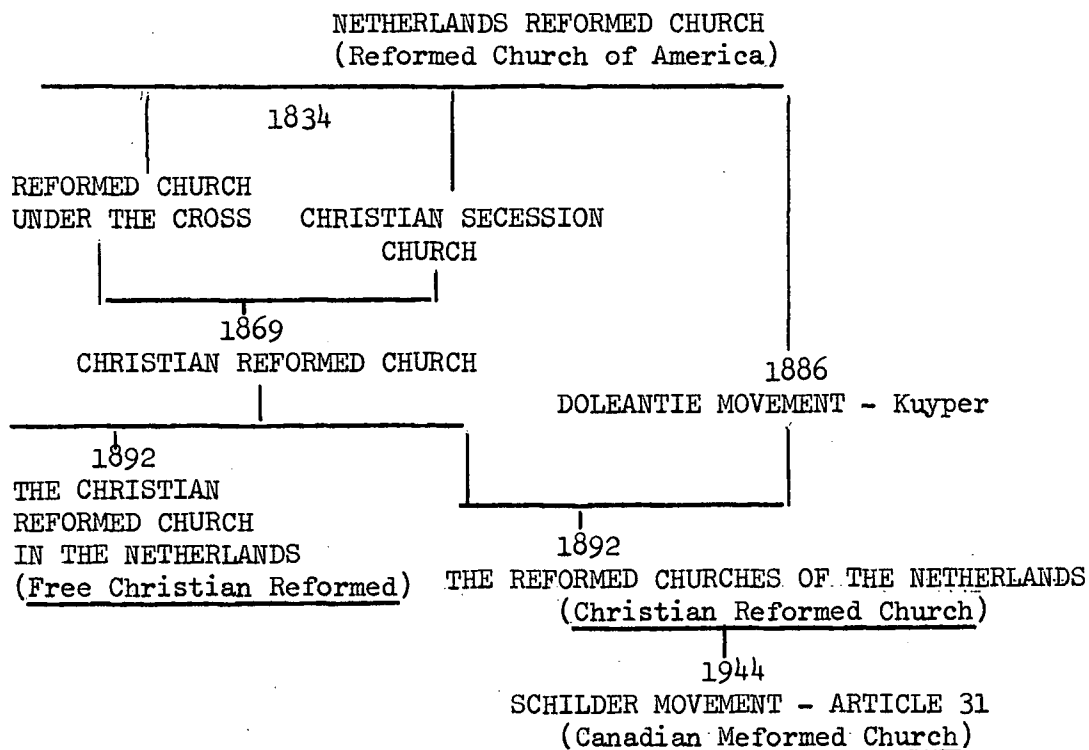 NETHERLANDS REFORMED CHURCH
(Reformed Church of America)
1834
REFORMED CHURCH
UNDER THE CROSS
CHRISTIAN SECESSION
CHURCH
1869
CHRISTIAN REFORMED CHURCH
1886
DOLEANTIE MOVEMENT - Kuyper
1892
THE CHRISTIAN
REFORMED CHURCH
IN THE NETHERLANDS
(Free Christian Reformed)
1892
THE REFORMED CHURCHES OF THE NETHERLANDS
(Christian Reformed Church)
1944
SCHILDER MOVEMENT - ARTICLE 31
(Canadian Meformed Church)